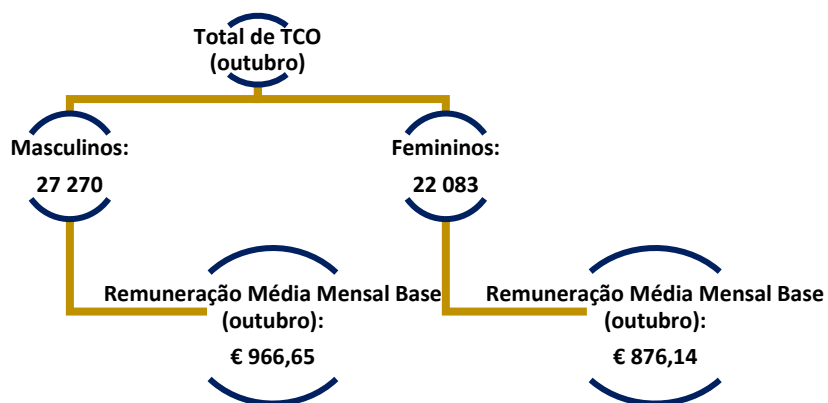 Total de TCO
(outubro)
Masculinos:
27 270
Femininos:
22 083
Remuneração Média Mensal Base
(outubro):
€ 966,65
Remuneração Média Mensal Base
(outubro):
€ 876,14